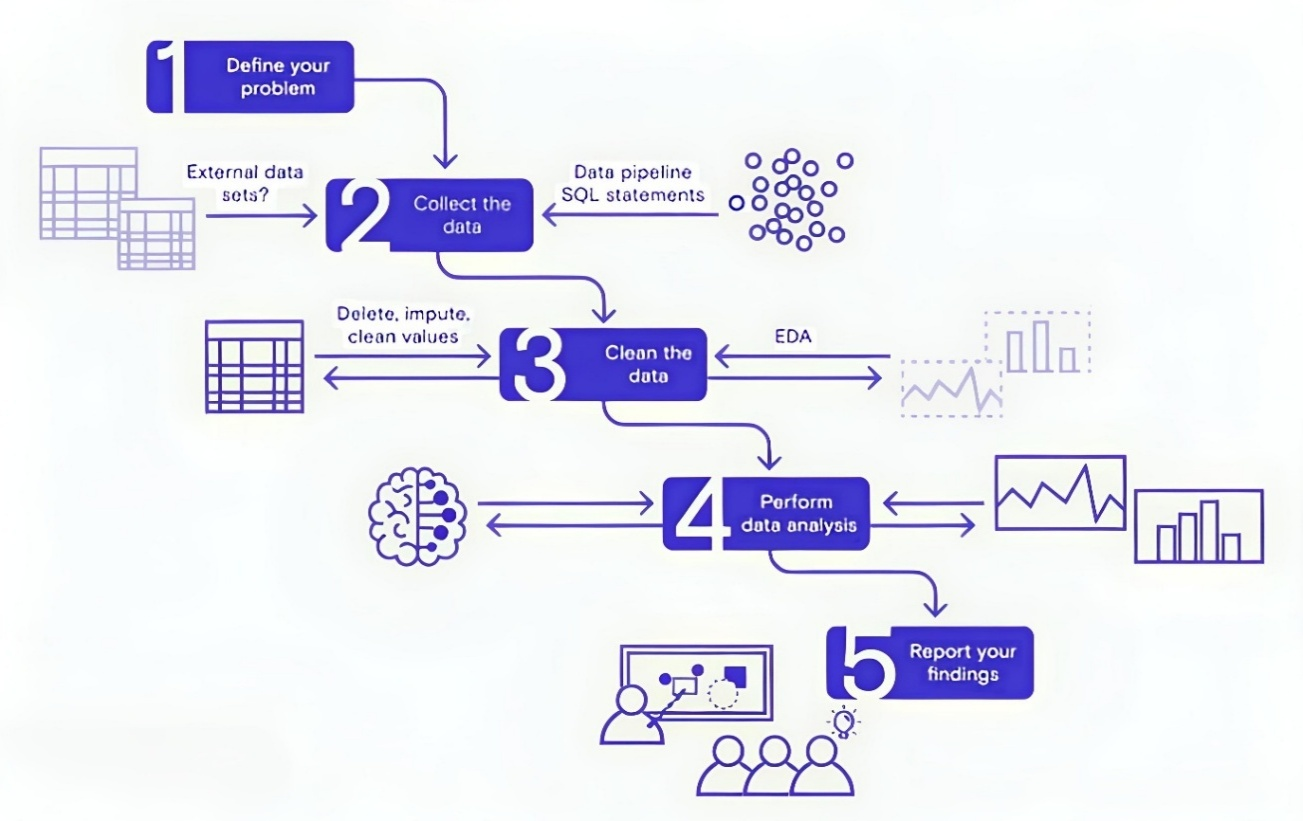 1
Define your
problem
External data
sets?
2
Collect the
data
Data pipeline
SQL statements
Delete, impute,
clean values
3
Clean the
data
EDA
4
Perform
data analysis
5
Report your
findings